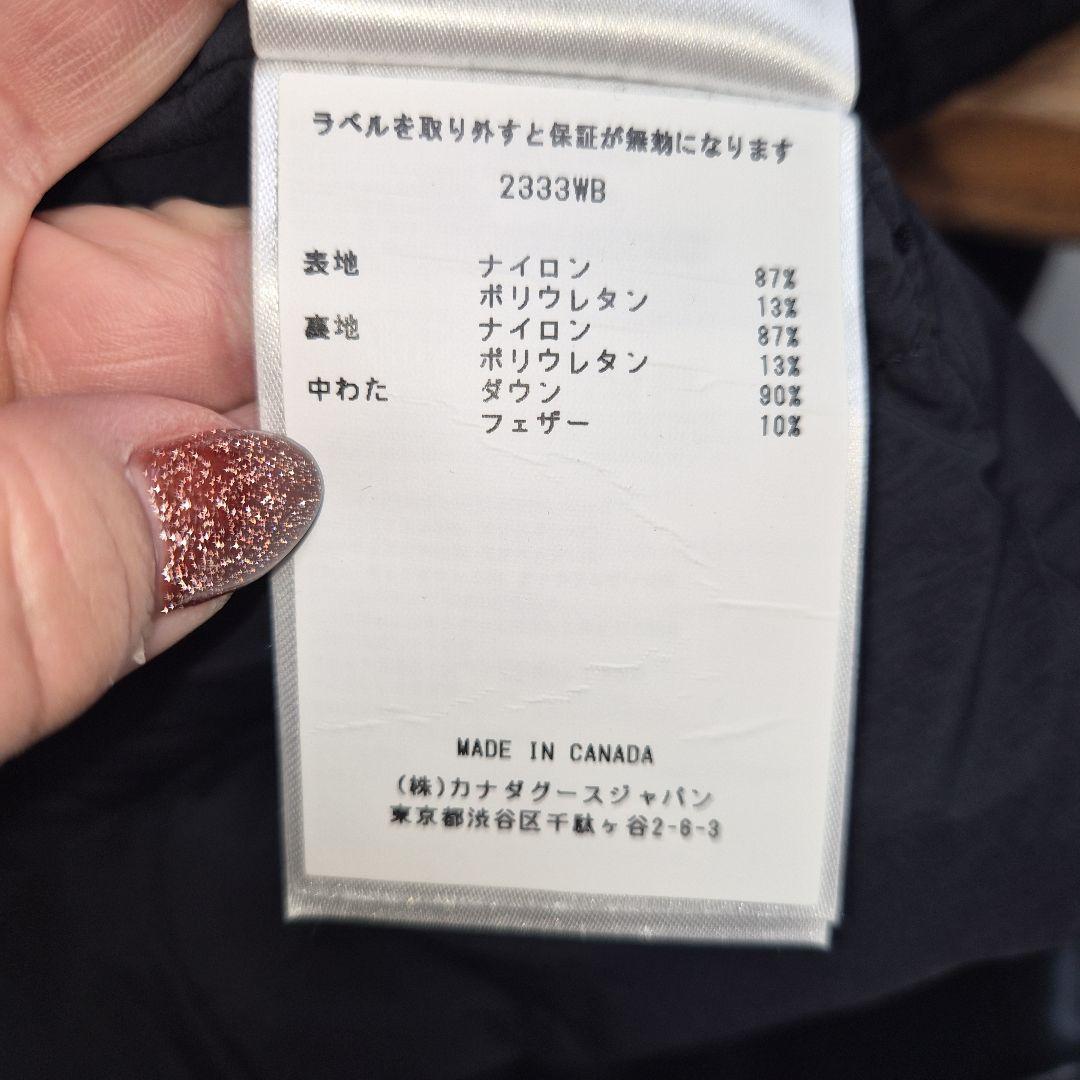 ラベルを取り外すと保証が無効になります
2333WB
表地 ナイロン 87%
ポリウレタン 13%
裏地 ナイロン 87%
ポリウレタン 13%
中わた ダウン 90%
フェザー 10%
MADE IN CANADA
(株)カナダグースジャパン
東京都渋谷区千駄ヶ谷2-6-3